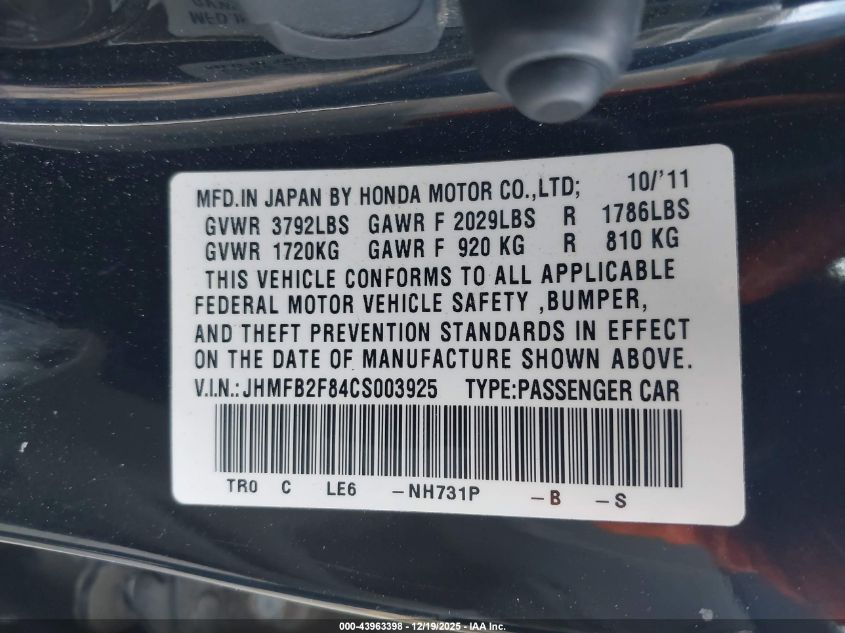 MFD.IN JAPAN BY HONDA MOTOR CO.,LTD; 10/'11
GVWR 3792LBS GAWR F 2029LBS R 1786LBS
GVWR 1720KG GAWR F 920 KG R 810 KG
THIS VEHICLE CONFORMS TO ALL APPLICABLE
FEDERAL MOTOR VEHICLE SAFETY ,BUMPER,
AND THEFT PREVENTION STANDARDS IN EFFECT
ON THE DATE OF MANUFACTURE SHOWN ABOVE.
V.I.N.:JHMFB2F84CS003925 TYPE:PASSENGER CAR
TR0 C LE6 -NH731P -B -S
000-43963398 - 12/19/2025 - IAA Inc.